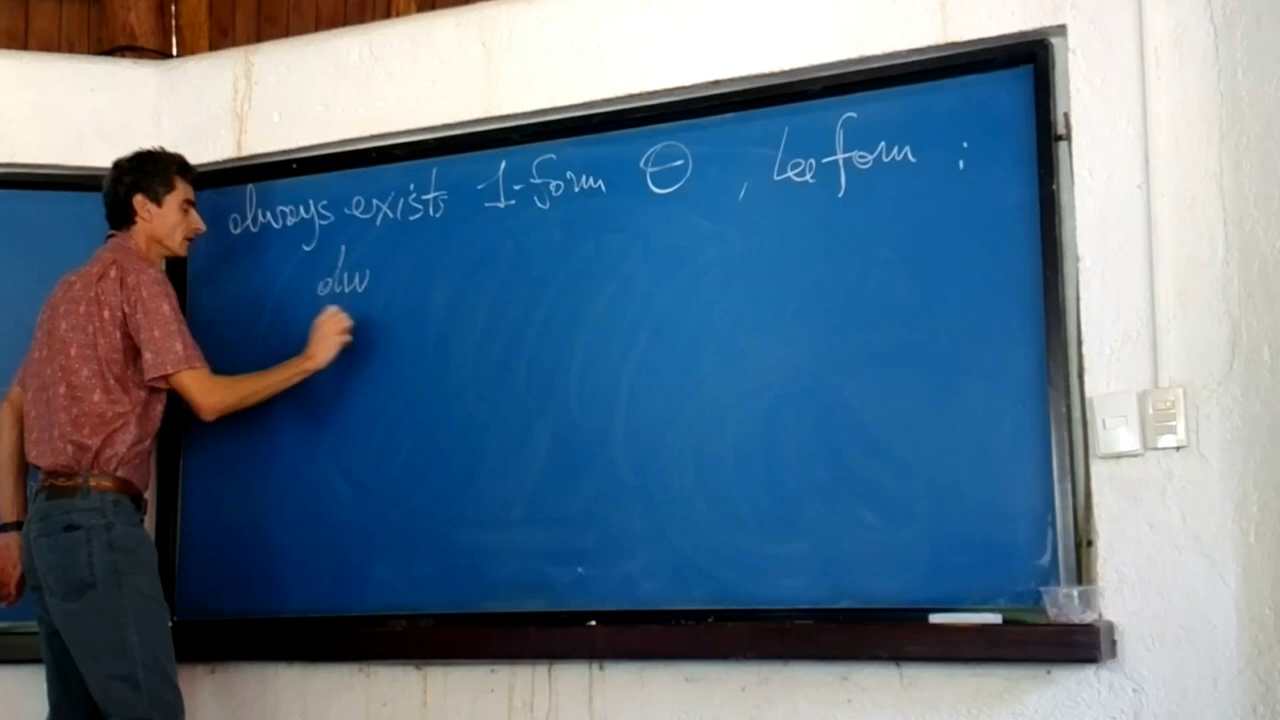 always exists 1-form Θ, Lee form :
dω